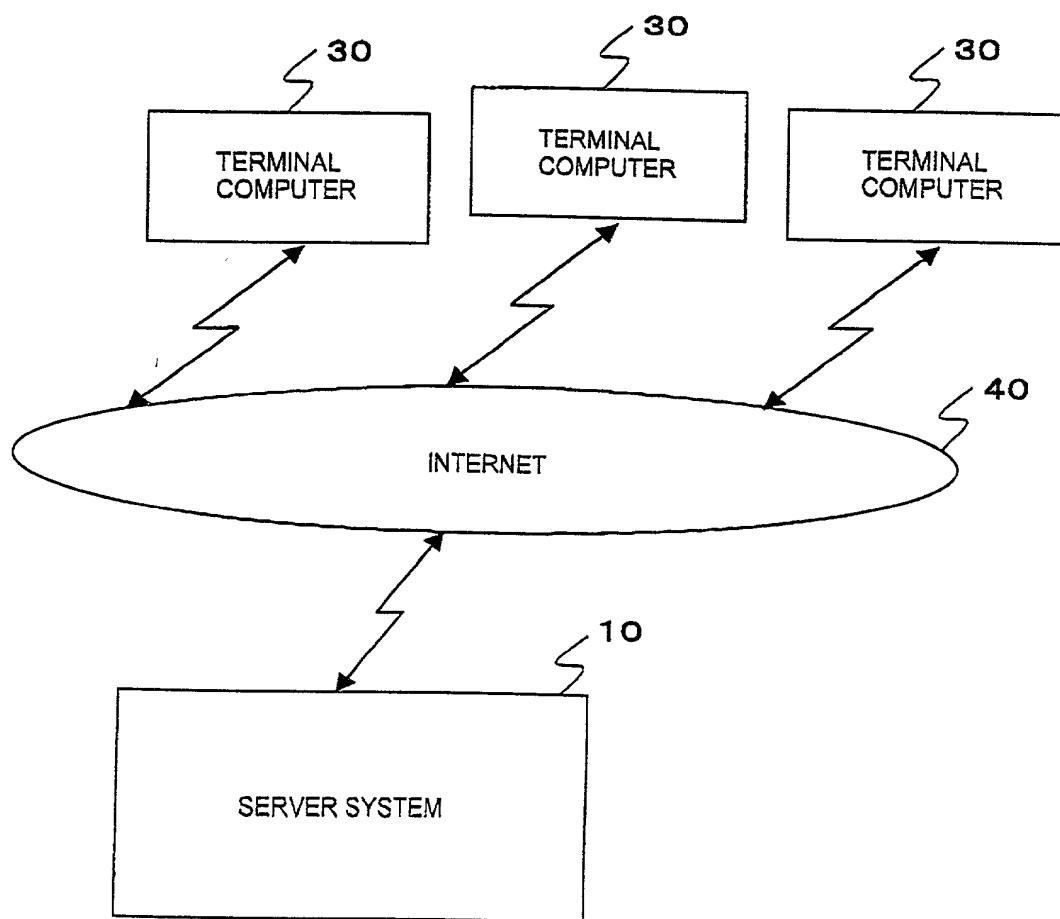 30
30
30
TERMINAL
COMPUTER
TERMINAL
COMPUTER
TERMINAL
COMPUTER
40
INTERNET
10
SERVER SYSTEM